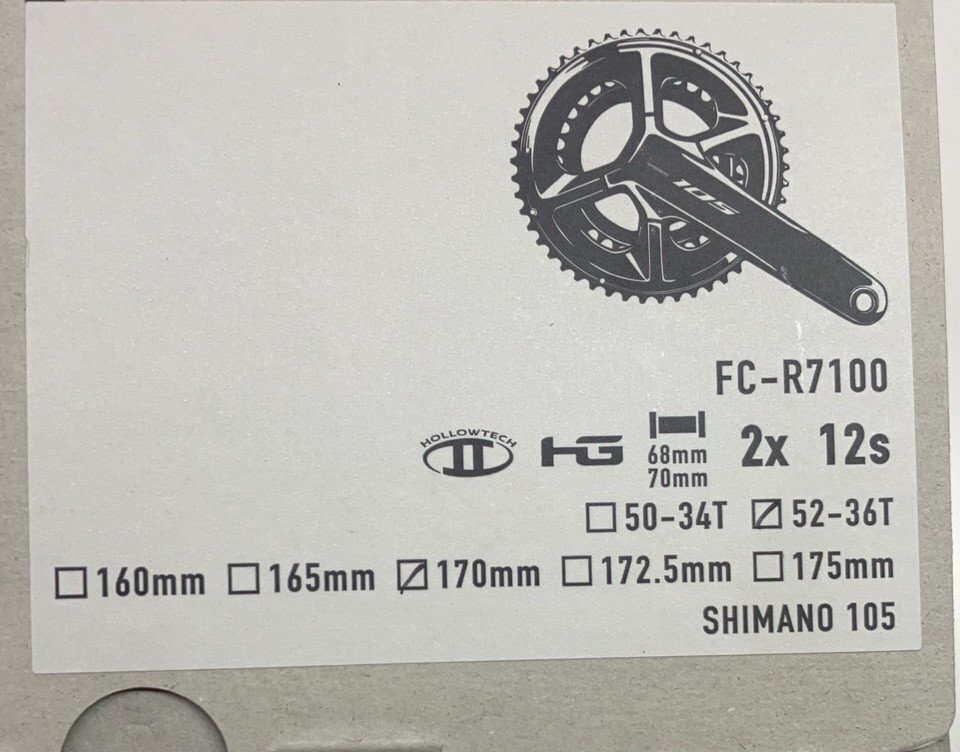 105
FC-R7100
HOLLOWTECH II HG 68mm 70mm 2x 12s
☐ 50-34T ☑ 52-36T
☐ 160mm ☐ 165mm ☑ 170mm ☐ 172.5mm ☐ 175mm
SHIMANO 105